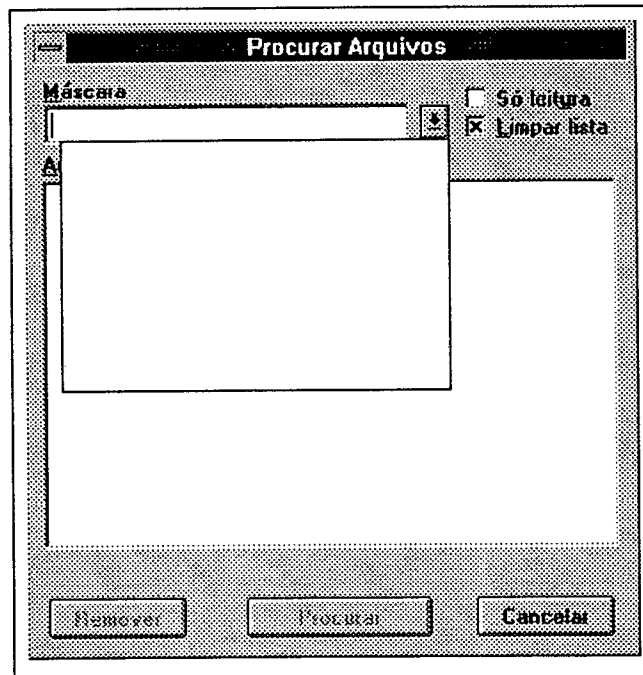 Procurar Arquivos
Máscara
Só leitura
Limpar lista
Remover
Procurar
Cancelar